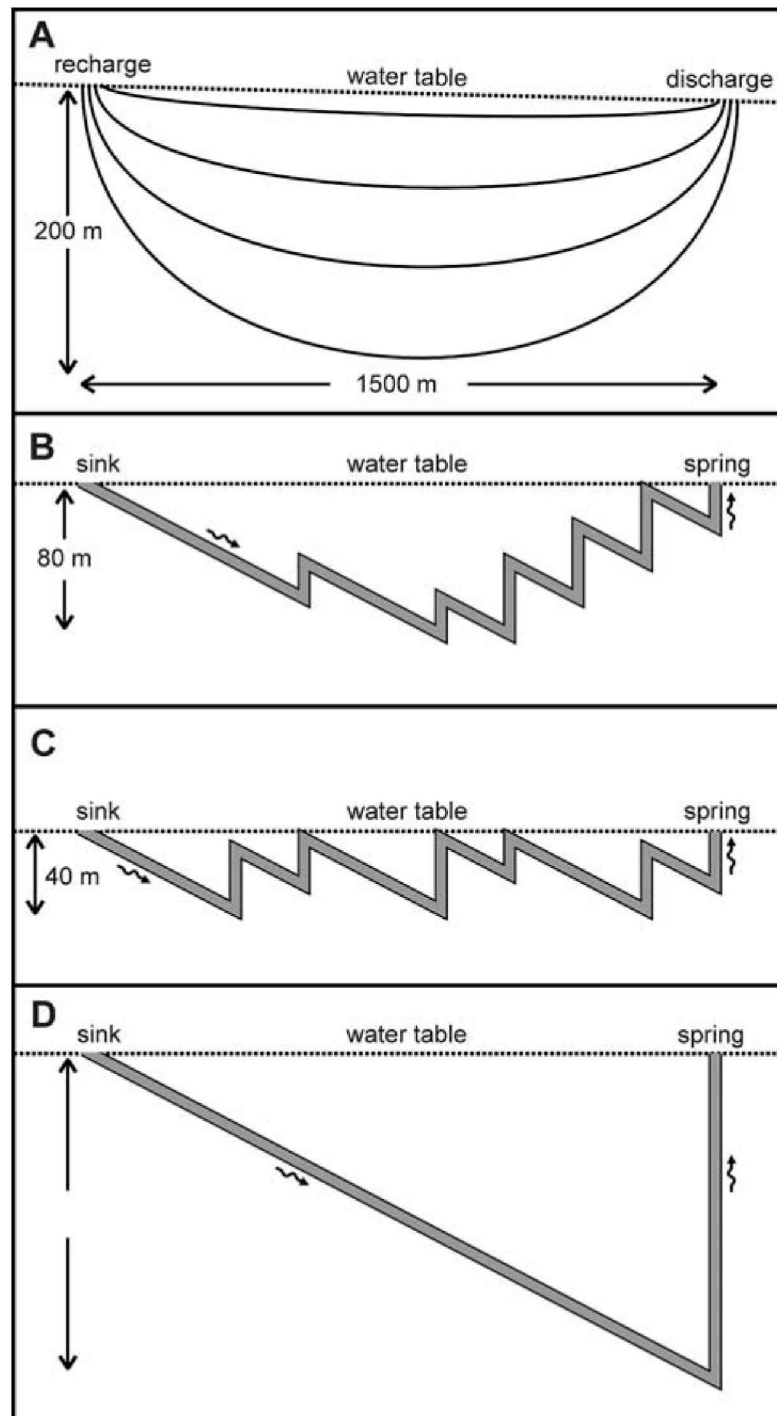 A
recharge
water table
discharge
200 m
1500 m
B
sink
water table
spring
80 m
C
sink
water table
spring
40 m
D
sink
water table
spring